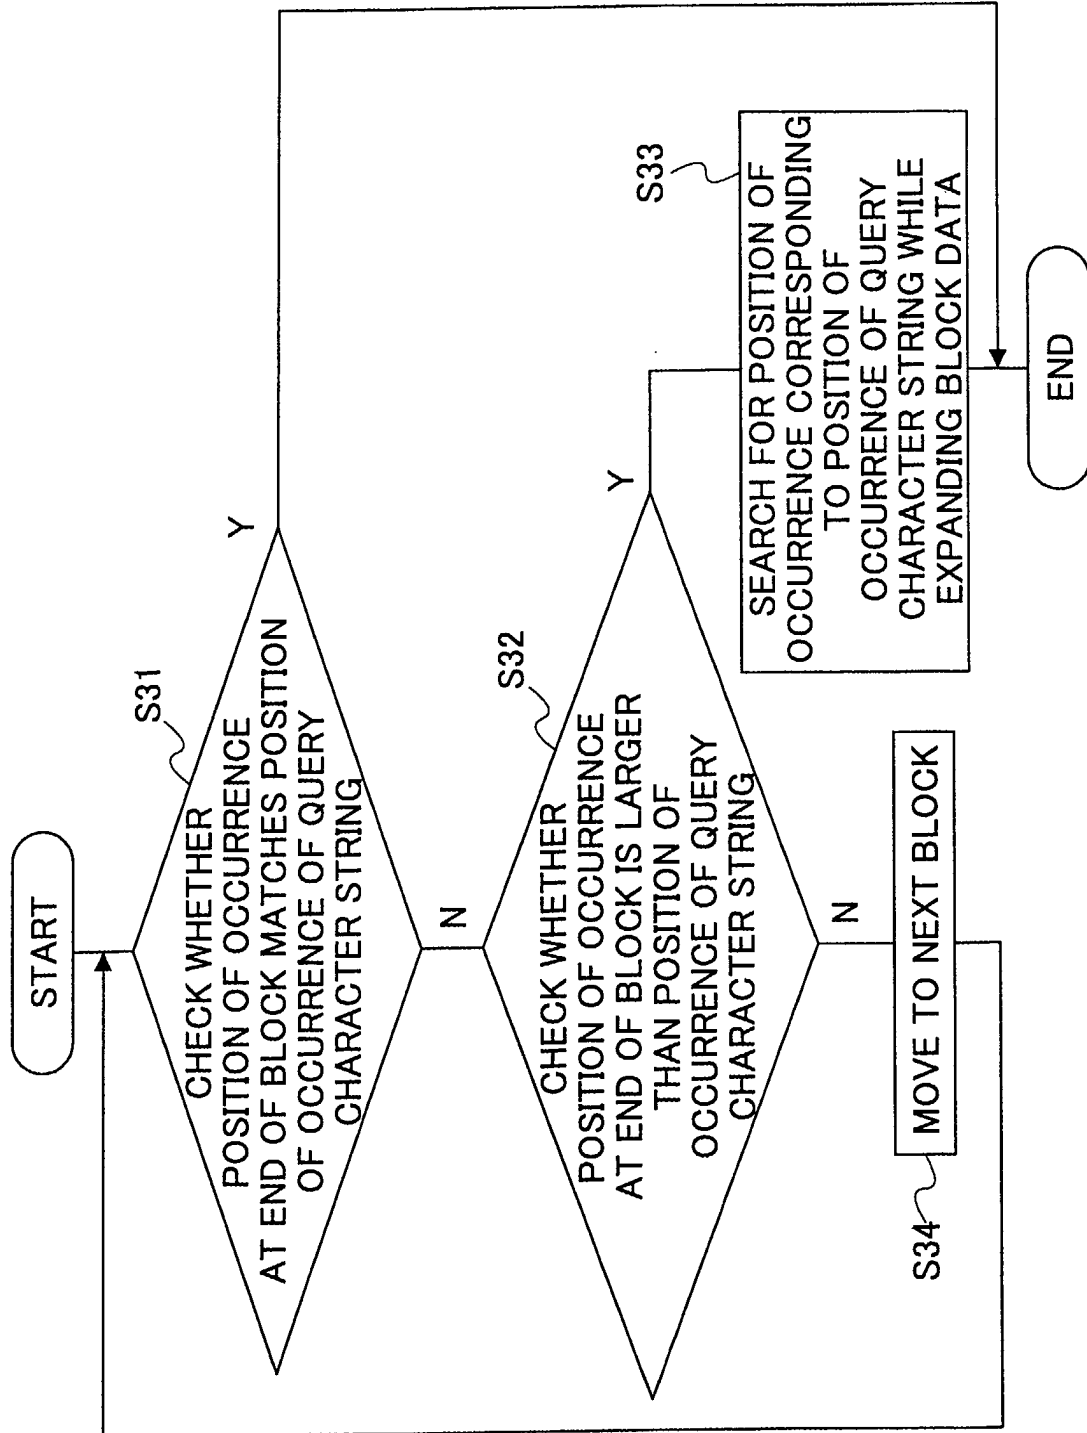 START
S31
CHECK WHETHER
POSITION OF OCCURRENCE
AT END OF BLOCK MATCHES POSITION
OF OCCURRENCE OF QUERY
CHARACTER STRING
Y
N
S32
CHECK WHETHER
POSITION OF OCCURRENCE
AT END OF BLOCK IS LARGER
THAN POSITION OF
OCCURRENCE OF QUERY
CHARACTER STRING
Y
N
S33
SEARCH FOR POSITION OF
OCCURRENCE CORRESPONDING
TO POSITION OF
OCCURRENCE OF QUERY
CHARACTER STRING WHILE
EXPANDING BLOCK DATA
S34
MOVE TO NEXT BLOCK
END